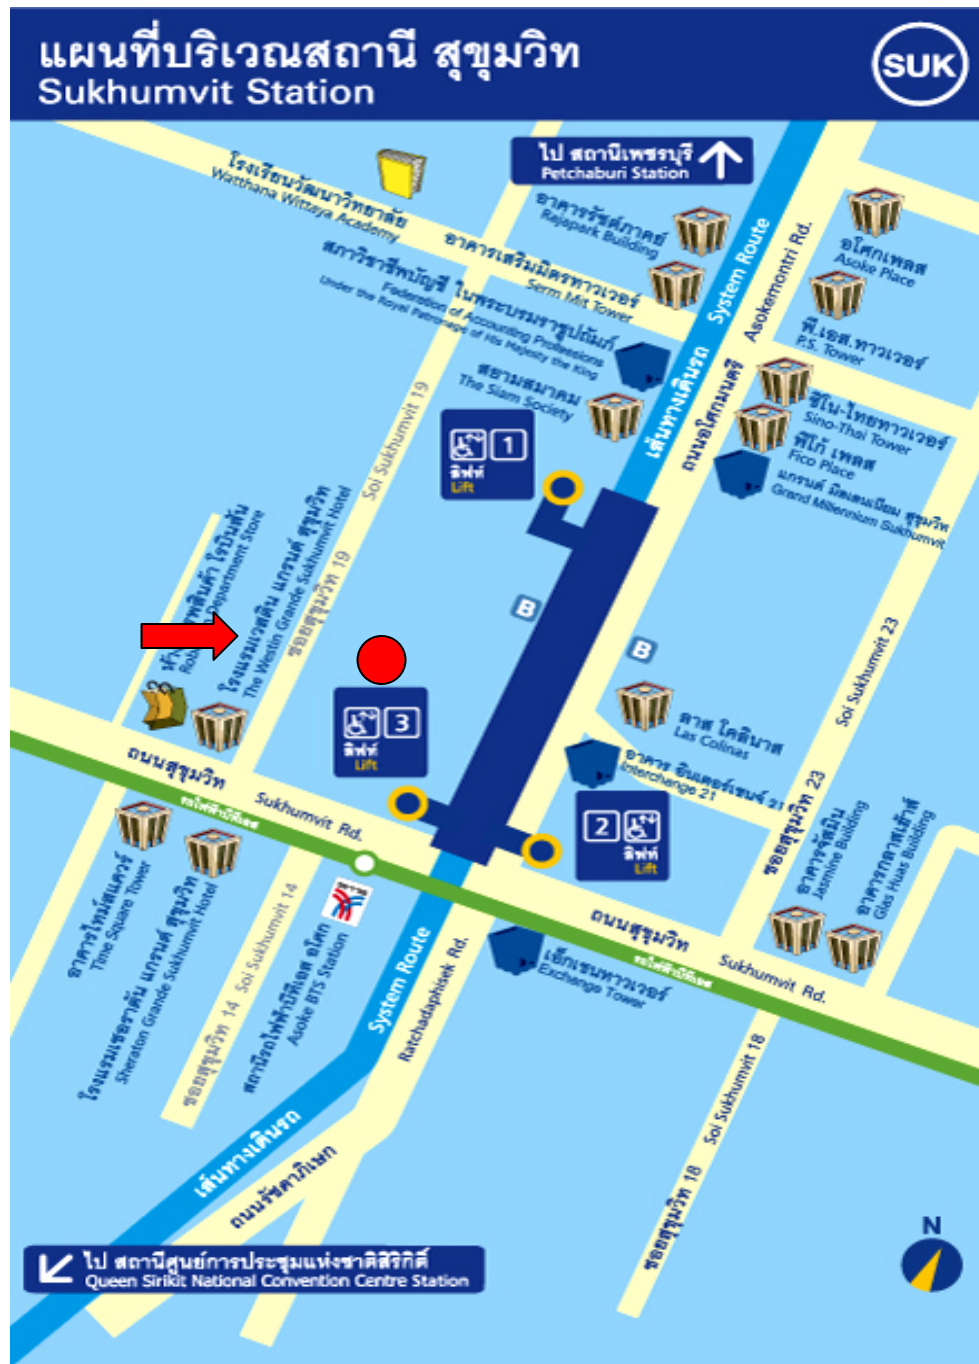 แผนที่บริเวณสถานี สุขุมวิท
Sukhumvit Station
SUK
ไป สถานีเพชรบุรี
Petchaburi Station
โรงเรียนวัฒนาวิทยาลัย
Watthana Wittaya Academy
อาคารรัชต์ภาคย์
Rajapark Building
อาคารเสริมมิตรทาวเวอร์
Serm Mit Tower
สภาวิชาชีพบัญชี ในพระบรมราชูปถัมภ์
Federation of Accounting Professions
Under the Royal Patronage of His Majesty the King
สยามสมาคม
The Siam Society
System Route
เส้นทางเดินรถ
Asokemontri Rd.
ถนนอโศกมนตรี
อโศกเพลส
Asoke Place
พี.เอส.ทาวเวอร์
P.S. Tower
ซิโน-ไทยทาวเวอร์
Sino-Thai Tower
ฟิโก้ เพลส
Fico Place
แกรนด์ มิลเลนเนียม สุขุมวิท
Grand Millennium Sukhumvit
1
ลิฟท์
Lift
Soi Sukhumvit 19
ซอยสุขุมวิท 19
โรงแรมเวสติน แกรนด์ สุขุมวิท
The Westin Grande Sukhumvit Hotel
Department Store
B
B
3
ลิฟท์
Lift
ลาส โคลินาส
Las Colinas
อาคาร อินเตอร์เชนจ์ 21
Interchange 21
Soi Sukhumvit 23
ซอยสุขุมวิท 23
2
ลิฟท์
Lift
อาคารจัสมิน
Jasmine Building
อาคารกลาสเฮ้าส์
Glas Huas Building
ถนนสุขุมวิท
Sukhumvit Rd.
รถไฟฟ้าบีทีเอส
อาคารไทม์สแควร์
Time Square Tower
โรงแรมเชอราตัน แกรนด์ สุขุมวิท
Sheraton Grande Sukhumvit Hotel
Soi Sukhumvit 14
ซอยสุขุมวิท 14
สถานีรถไฟฟ้าบีทีเอส อโศก
Asoke BTS Station
System Route
เส้นทางเดินรถ
Ratchadaphisek Rd.
ถนนรัชดาภิเษก
เอ็กเชนทาวเวอร์
Exchange Tower
ถนนสุขุมวิท
Sukhumvit Rd.
รถไฟฟ้าบีทีเอส
Soi Sukhumvit 18
ซอยสุขุมวิท 18
N
ไป สถานีศูนย์การประชุมแห่งชาติสิริกิติ์
Queen Sirikit National Convention Centre Station